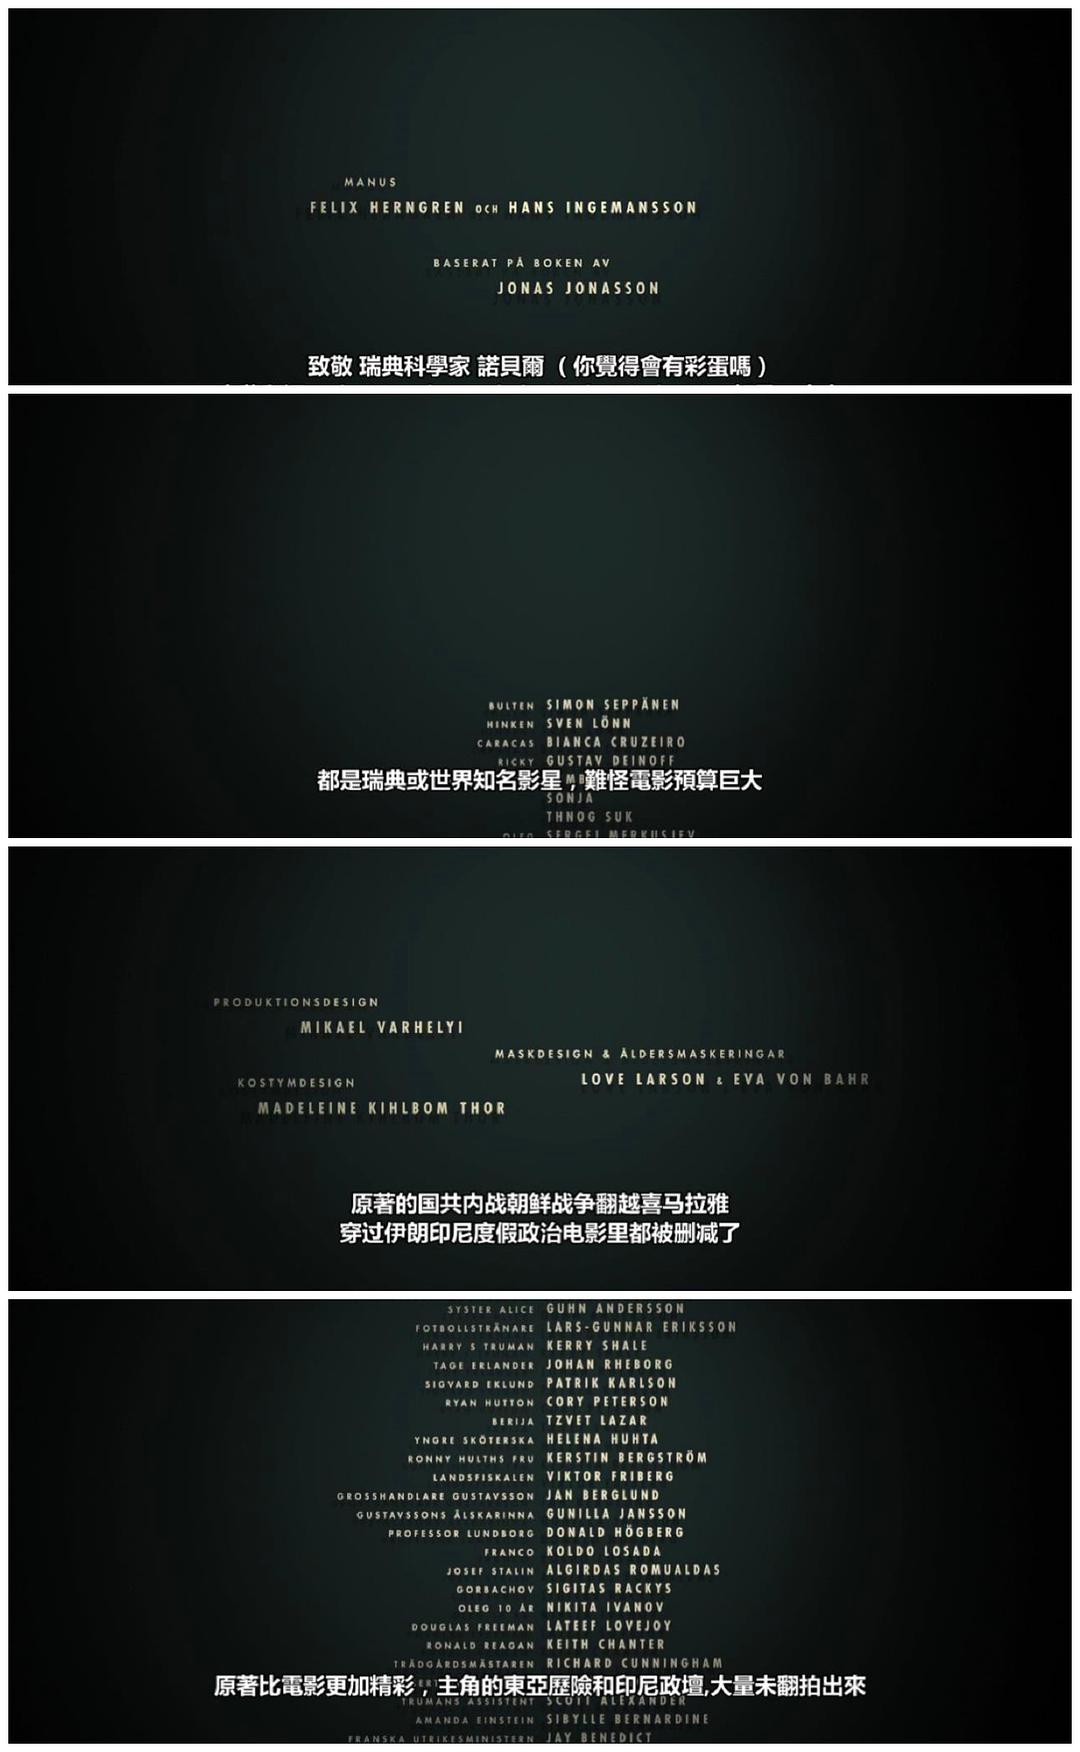 MANUS
FELIX HERNGREN OCH HANS INGEMANSSON
BASERAT PÅ BOKEN AV
JONAS JONASSON
致敬 瑞典科學家 諾貝爾 (你覺得會有彩蛋嗎)
BULTEN SIMON SEPPÄNEN
HINKEN SVEN LÖNN
CARACAS BIANCA CRUZEIRO
RICKY GUSTAV DEINOFF
都是瑞典或世界知名影星，難怪電影預算巨大
SONJA
THNOG SUK
OLEG SERGEJ MERKUSJEV
PRODUKTIONSDESIGN
MIKAEL VARHELYI
MASKDESIGN & ÅLDERSMASKERINGAR
LOVE LARSON & EVA VON BAHR
KOSTYMDESIGN
MADELEINE KIHLBOM THOR
原著的国共内战朝鲜战争翻越喜马拉雅
穿过伊朗印尼度假政治电影里都被删减了
SYSTER ALICE GUHN ANDERSSON
FOTBOLLSTRÄNARE LARS-GUNNAR ERIKSSON
HARRY S TRUMAN KERRY SHALE
TAGE ERLANDER JOHAN RHEBORG
SIGVARD EKLUND PATRIK KARLSON
RYAN HUTTON CORY PETERSON
BERIJA TZVET LAZAR
YNGRE SKÖTERSKA HELENA HUHTA
RONNY HULTHS FRU KERSTIN BERGSTRÖM
LANDSFISKALEN VIKTOR FRIBERG
GROSSHANDLARE GUSTAVSSON JAN BERGLUND
GUSTAVSSONS ÄLSKARINNA GUNILLA JANSSON
PROFESSOR LUNDBORG DONALD HÖGBERG
FRANCO KOLDO LOSADA
JOSEF STALIN ALGIRDAS ROMUALDAS
GORBACHOV SIGITAS RACKYS
OLEG 10 ÅR NIKITA IVANOV
DOUGLAS FREEMAN LATEEF LOVEJOY
RONALD REAGAN KEITH CHANTER
TRÄDGÅRDSMÄSTAREN RICHARD CUNNINGHAM
原著比電影更加精彩，主角的東亞歷險和印尼政壇,大量未翻拍出來
TRUMANS ASSISTENT SCOTT ALEXANDER
AMANDA EINSTEIN SIBYLLE BERNARDINE
FRANSKA UTRIKESMINISTERN JAY BENEDICT